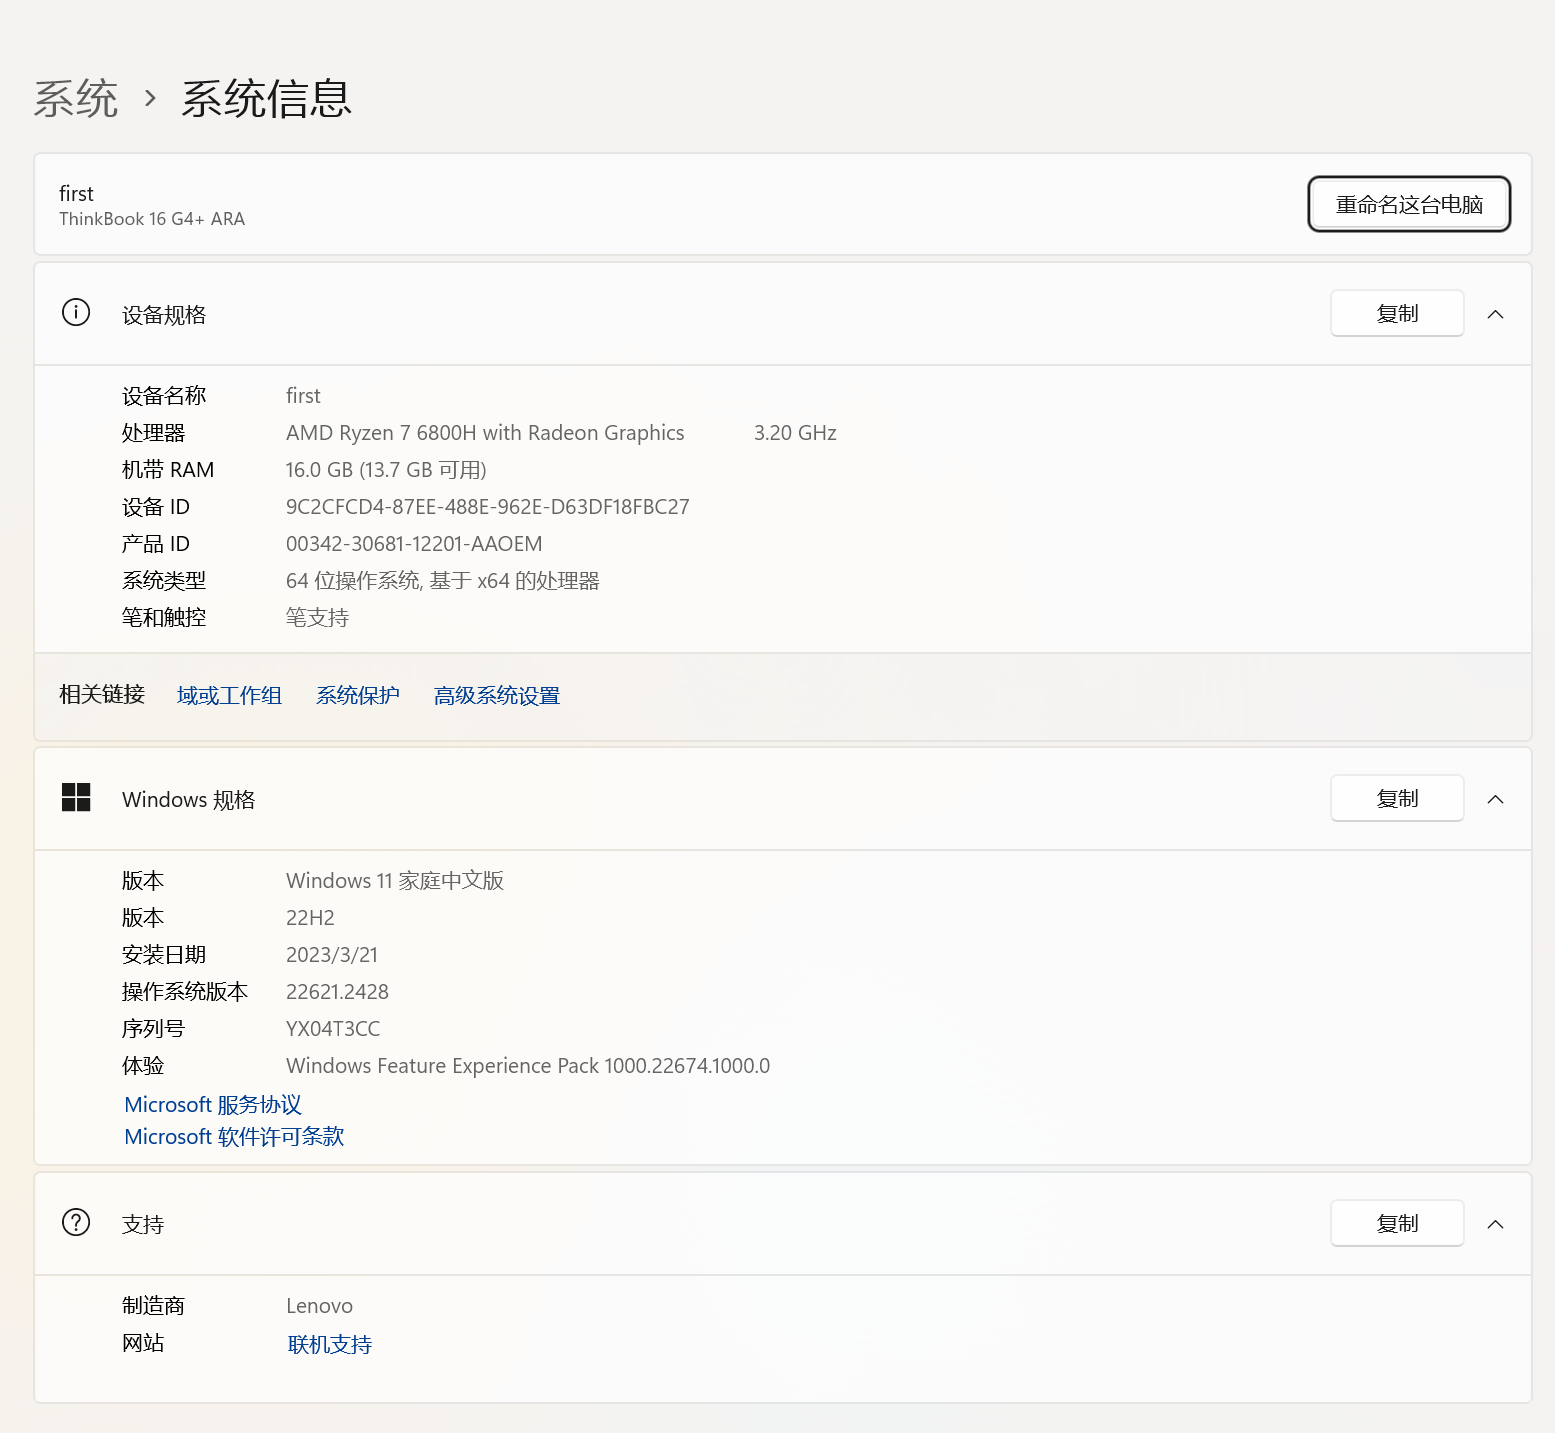 系统 › 系统信息
first
ThinkBook 16 G4+ ARA
重命名这台电脑
设备规格 复制
设备名称 first
处理器 AMD Ryzen 7 6800H with Radeon Graphics 3.20 GHz
机带 RAM 16.0 GB (13.7 GB 可用)
设备 ID 9C2CFCD4-87EE-488E-962E-D63DF18FBC27
产品 ID 00342-30681-12201-AAOEM
系统类型 64 位操作系统, 基于 x64 的处理器
笔和触控 笔支持
相关链接 域或工作组 系统保护 高级系统设置
Windows 规格 复制
版本 Windows 11 家庭中文版
版本 22H2
安装日期 2023/3/21
操作系统版本 22621.2428
序列号 YX04T3CC
体验 Windows Feature Experience Pack 1000.22674.1000.0
Microsoft 服务协议
Microsoft 软件许可条款
支持 复制
制造商 Lenovo
网站 联机支持